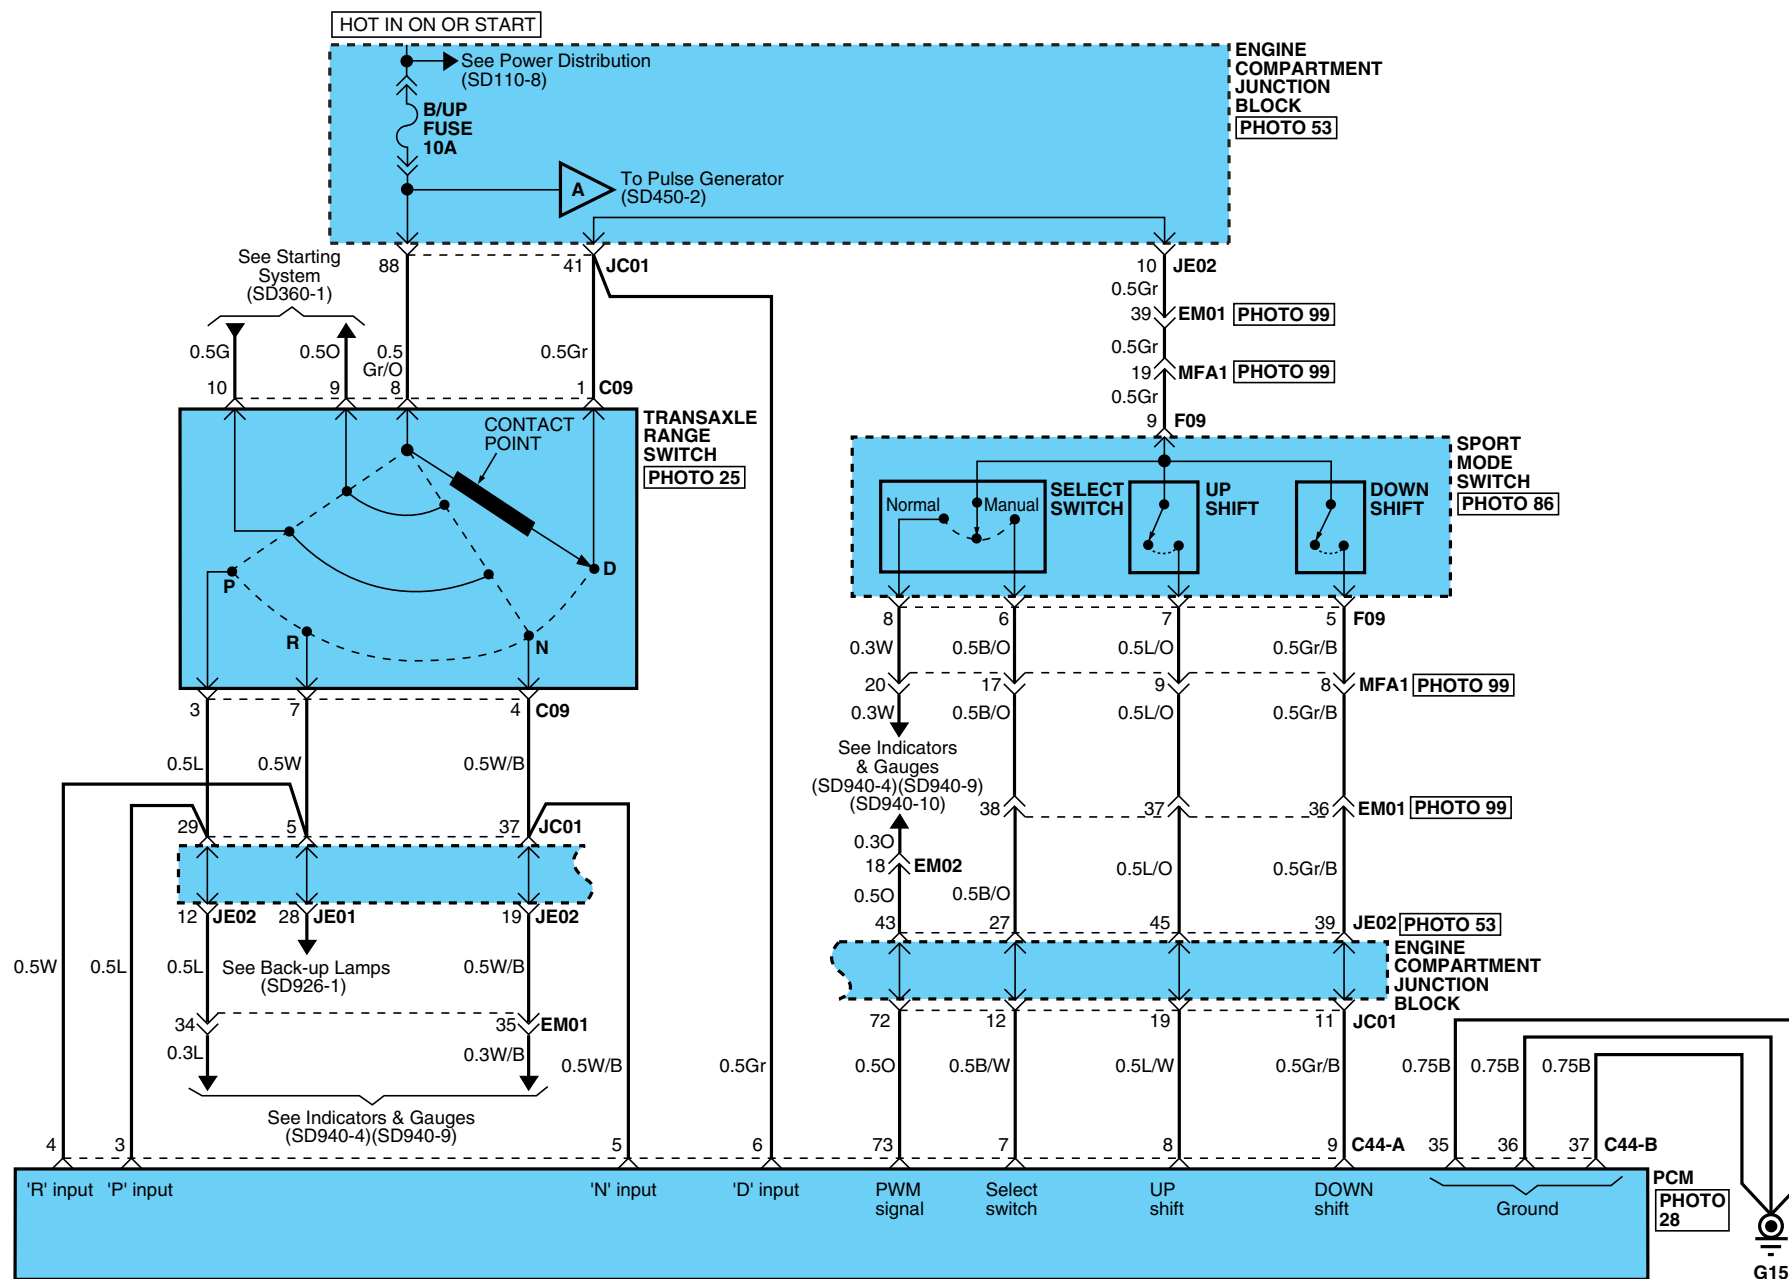 HOT IN ON OR START
See Power Distribution
(SD110-8)
B/UP
FUSE
10A
A
To Pulse Generator
(SD450-2)
ENGINE
COMPARTMENT
JUNCTION
BLOCK
PHOTO 53
See Starting
System
(SD360-1)
88
41
JC01
10
JE02
0.5Gr
39
EM01
PHOTO 99
0.5G
0.5O
0.5
Gr/O
0.5Gr
0.5Gr
19
MFA1
PHOTO 99
0.5Gr
10
9
8
1
C09
9
F09
CONTACT
POINT
TRANSAXLE
RANGE
SWITCH
PHOTO 25
P
R
N
D
SPORT
MODE
SWITCH
PHOTO 86
Normal
Manual
SELECT
SWITCH
UP
SHIFT
DOWN
SHIFT
8
6
7
5
F09
0.3W
0.5B/O
0.5L/O
0.5Gr/B
20
17
9
8
MFA1
PHOTO 99
0.3W
0.5B/O
0.5L/O
0.5Gr/B
3
7
4
C09
0.5L
0.5W
0.5W/B
See Indicators
& Gauges
(SD940-4)(SD940-9)
(SD940-10)
38
37
36
EM01
PHOTO 99
29
5
37
JC01
0.3O
18
EM02
0.5O
0.5B/O
0.5L/O
0.5Gr/B
12
JE02
28
JE01
19
JE02
43
27
45
39
JE02
PHOTO 53
ENGINE
COMPARTMENT
JUNCTION
BLOCK
0.5W
0.5L
0.5L
See Back-up Lamps
(SD926-1)
0.5W/B
34
35
EM01
72
12
19
11
JC01
0.3L
0.3W/B
0.5W/B
0.5Gr
0.5O
0.5B/W
0.5L/W
0.5Gr/B
0.75B
0.75B
0.75B
See Indicators & Gauges
(SD940-4)(SD940-9)
4
3
5
6
73
7
8
9
C44-A
35
36
37
C44-B
'R' input
'P' input
'N' input
'D' input
PWM
signal
Select
switch
UP
shift
DOWN
shift
Ground
PCM
PHOTO
28
G15